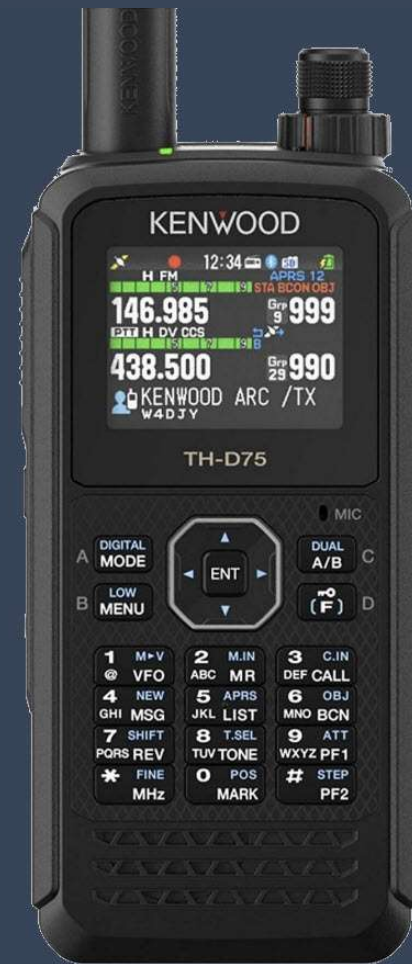 KENWOOD
KENWOOD
12:34
H FM APRS 12
STA BCON OBJ
146.985 Grp 9 999
PTT H DV CCS
B
438.500 Grp 29 990
KENWOOD ARC /TX
W4DJY
TH-D75
MIC
A DIGITAL MODE ENT DUAL A/B C
B LOW MENU (F) D
1 M►V 2 M.IN 3 C.IN
@ VFO ABC MR DEF CALL
4 NEW 5 APRS 6 OBJ
GHI MSG JKL LIST MNO BCN
7 SHIFT 8 T.SEL 9 ATT
PQRS REV TUV TONE WXYZ PF1
* FINE 0 POS # STEP
MHz MARK PF2